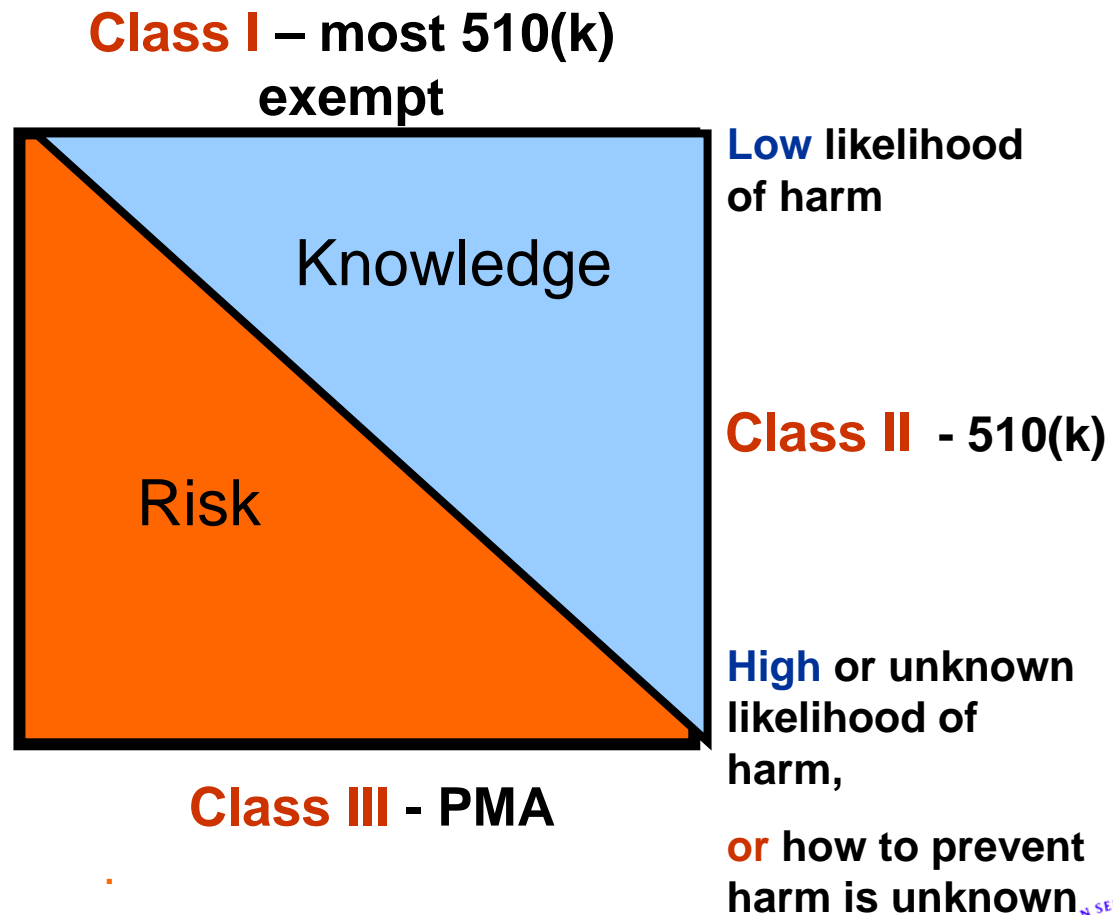 Class I – most 510(k)
exempt
Low likelihood
of harm
Knowledge
Class II - 510(k)
Risk
High or unknown
likelihood of
harm,
Class III - PMA
or how to prevent
harm is unknown